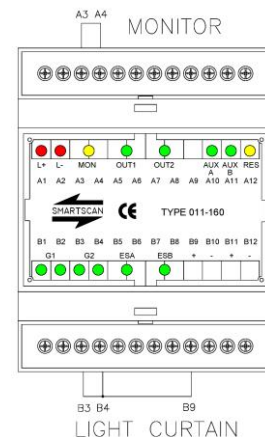 A3 A4
MONITOR
L+ L- MON OUT1 OUT2 AUX A AUX B RES
A1 A2 A3 A4 A5 A6 A7 A8 A9 A10 A11 A12
SMARTSCAN CE TYPE 011-160
B1 B2 B3 B4 B5 B6 B7 B8 B9 B10 B11 B12
G1 G2 ESA ESB + - + -
B3 B4 B9
LIGHT CURTAIN